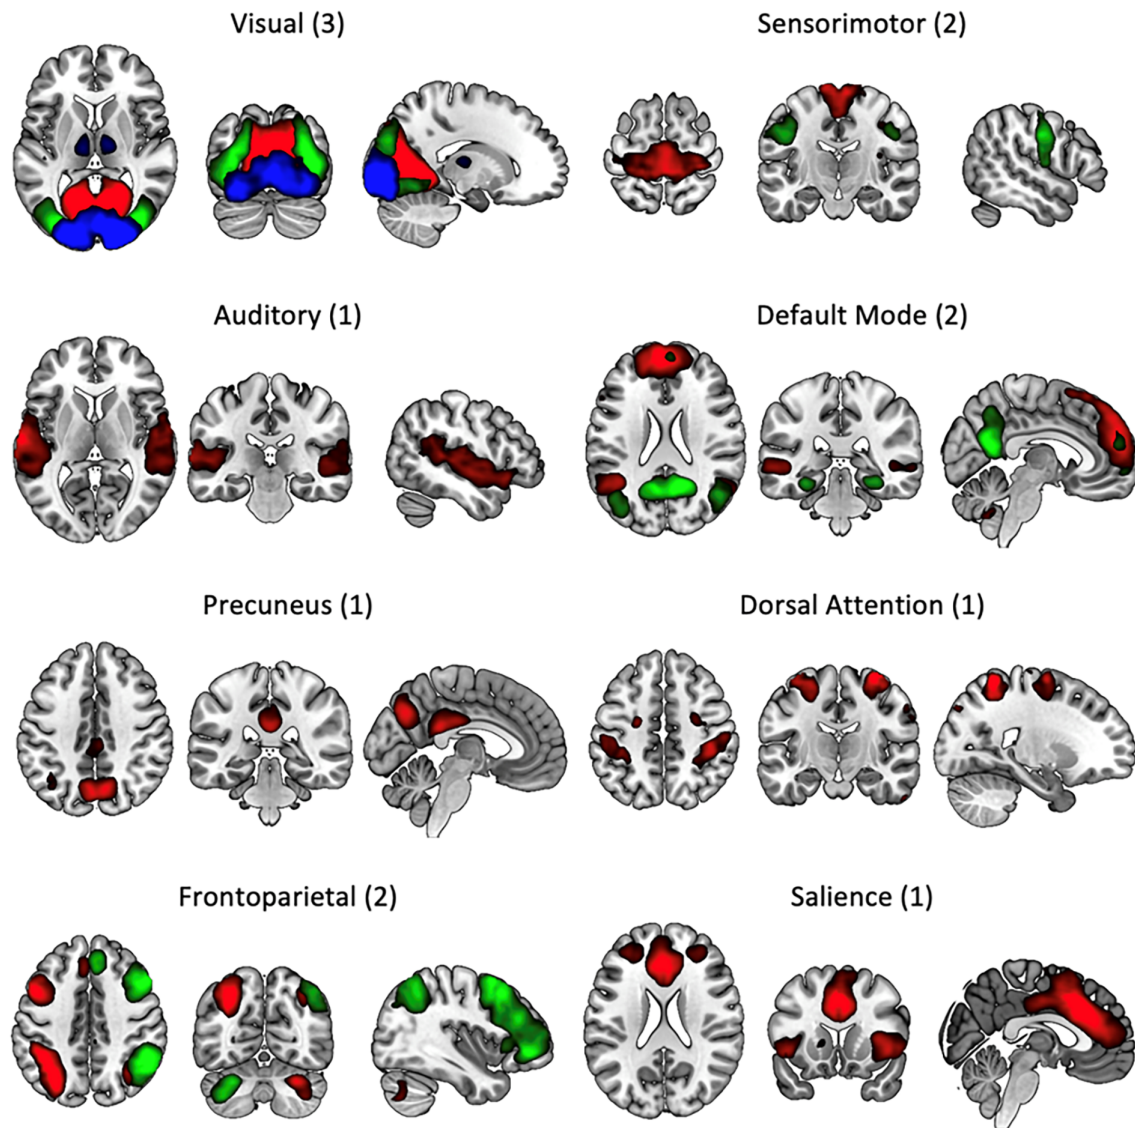 Visual (3)
Sensorimotor (2)
Auditory (1)
Default Mode (2)
Precuneus (1)
Dorsal Attention (1)
Frontoparietal (2)
Salience (1)